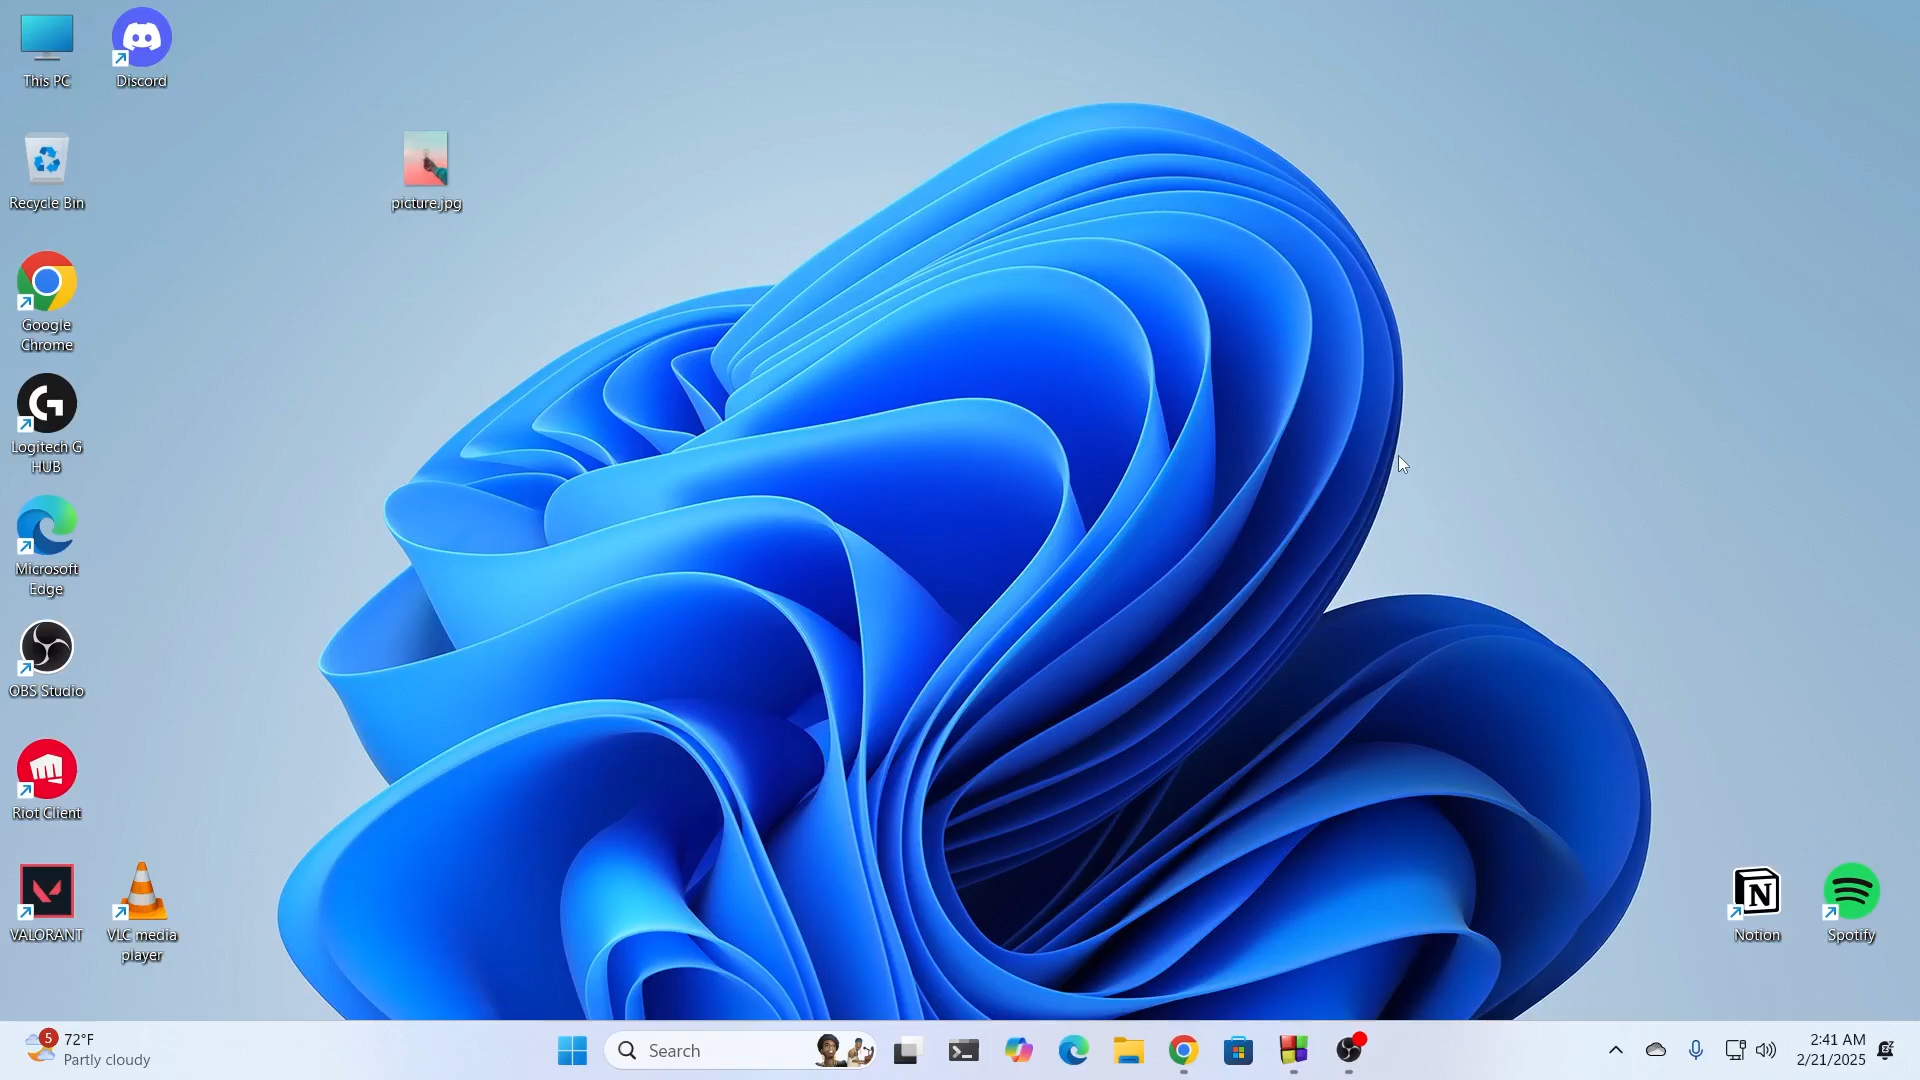 This PC
Discord
picture.jpg
Recycle Bin
Google
Chrome
Logitech G
HUB
Microsoft
Edge
OBS Studio
Riot Client
VALORANT
VLC media
player
Notion
Spotify
5
72°F
Partly cloudy
Search
2:41 AM
2/21/2025